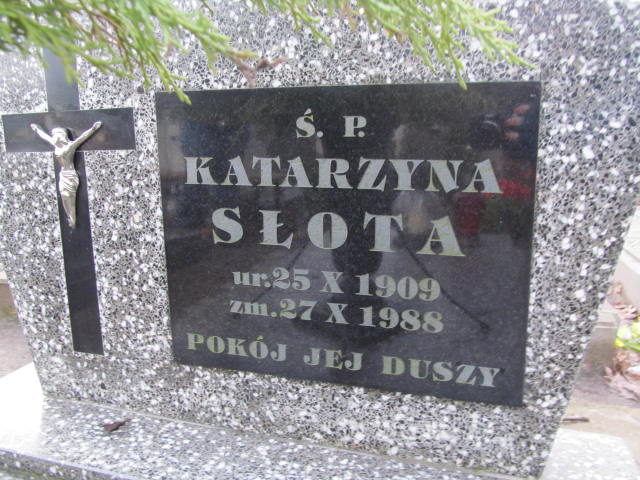 Ś. P.
KATARZYNA
SŁOTA
ur.25 X 1909
zm.27 X 1988
POKÓJ JEJ DUSZY